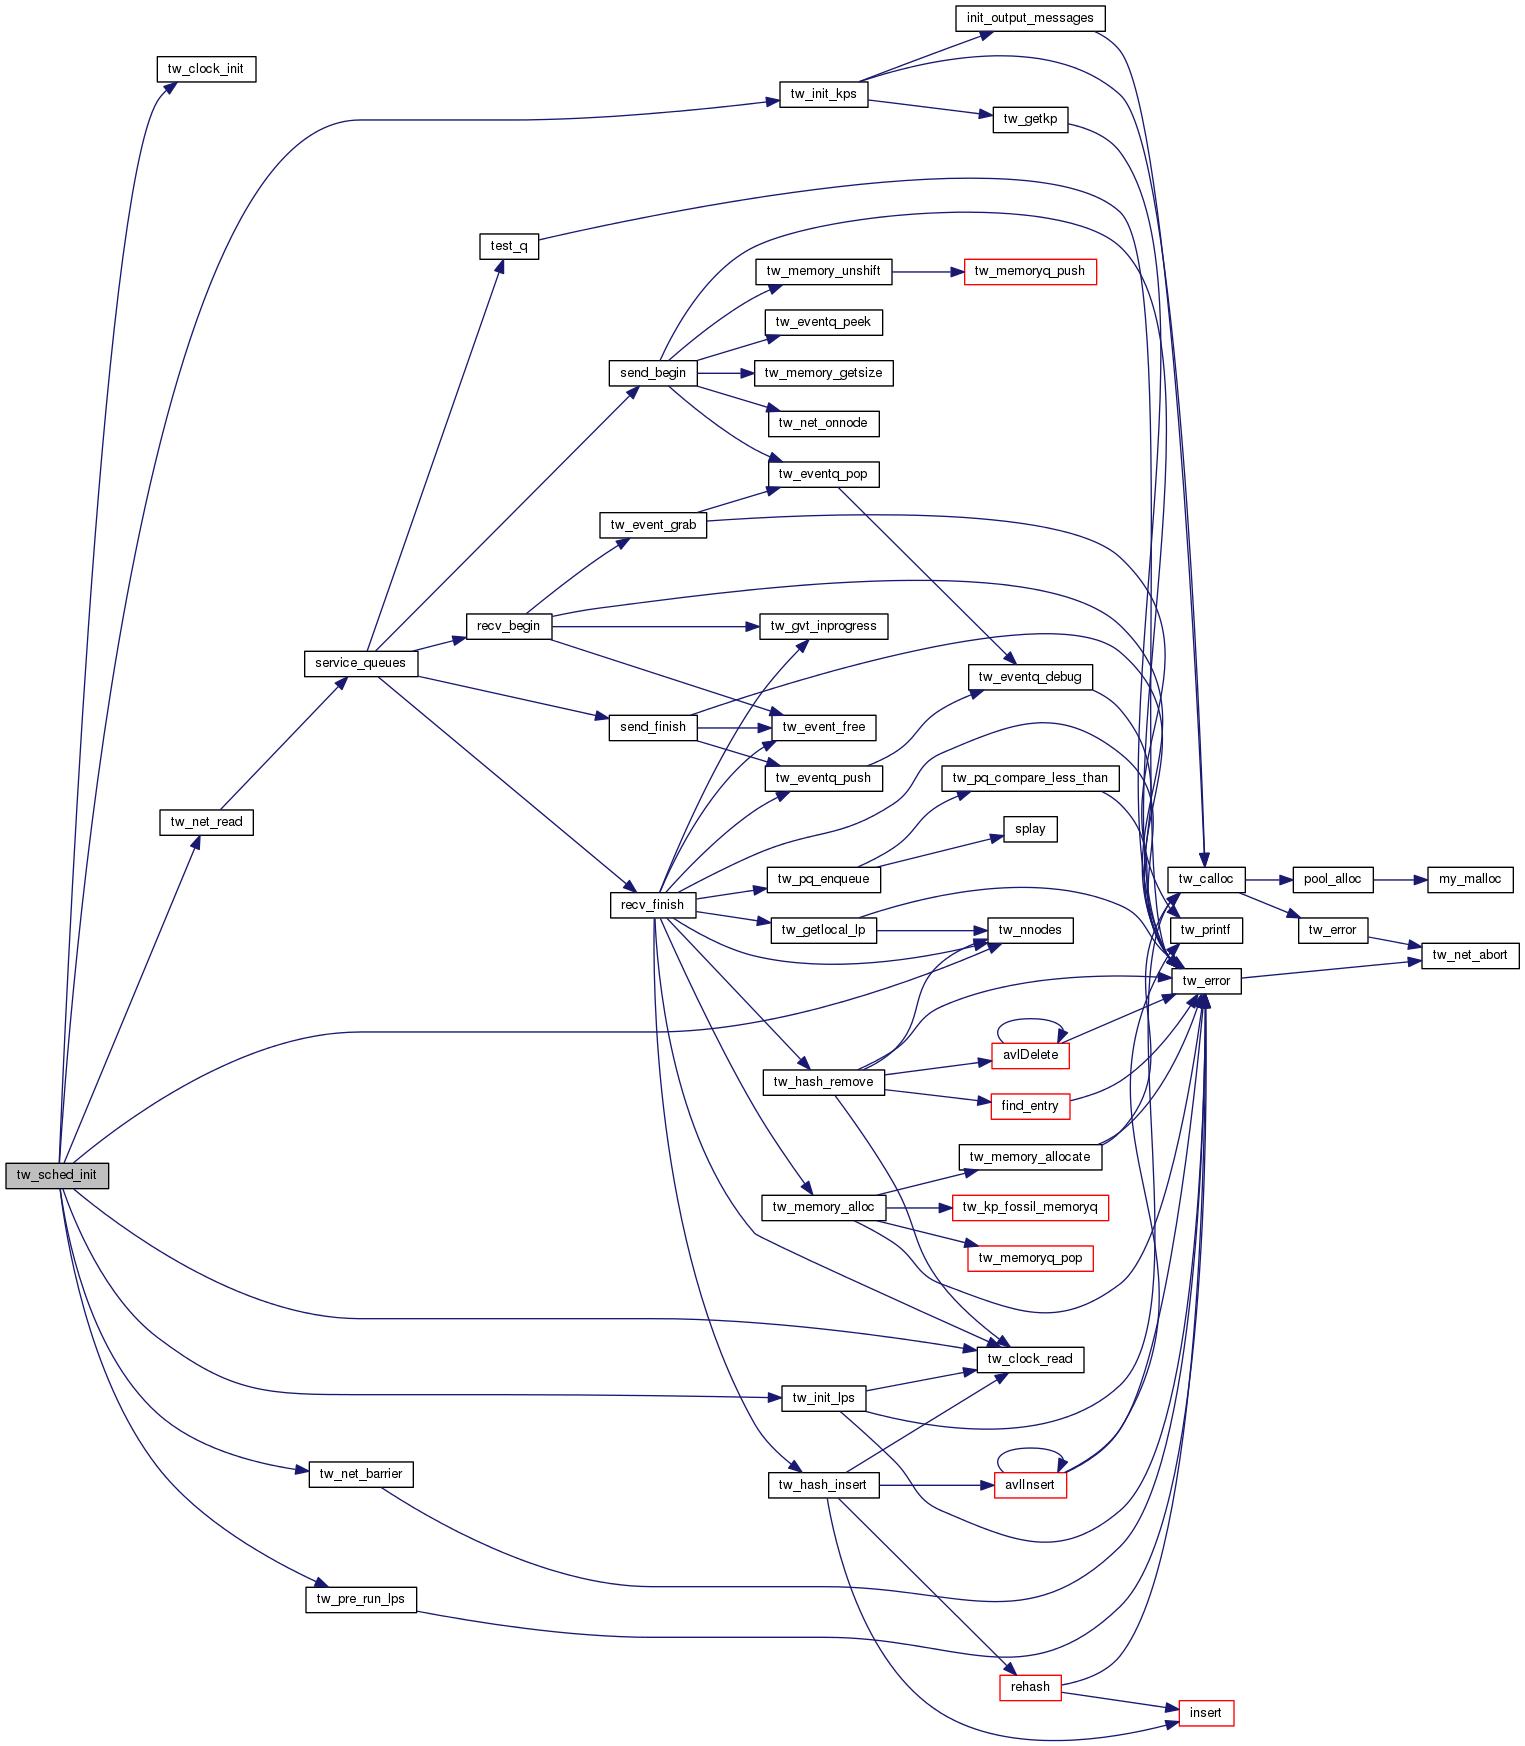 init_output_messages
tw_clock_init
tw_init_kps
tw_getkp
test_q
tw_memory_unshift
tw_memoryq_push
tw_eventq_peek
send_begin
tw_memory_getsize
tw_net_onnode
tw_eventq_pop
tw_event_grab
recv_begin
tw_gvt_inprogress
service_queues
tw_eventq_debug
send_finish
tw_event_free
tw_eventq_push
tw_pq_compare_less_than
tw_net_read
splay
tw_pq_enqueue
tw_calloc
pool_alloc
my_malloc
recv_finish
tw_getlocal_lp
tw_nnodes
tw_printf
tw_error
tw_net_abort
tw_error
avlDelete
tw_hash_remove
find_entry
tw_memory_allocate
tw_sched_init
tw_memory_alloc
tw_kp_fossil_memoryq
tw_memoryq_pop
tw_clock_read
tw_init_lps
tw_net_barrier
tw_hash_insert
avlInsert
tw_pre_run_lps
rehash
insert